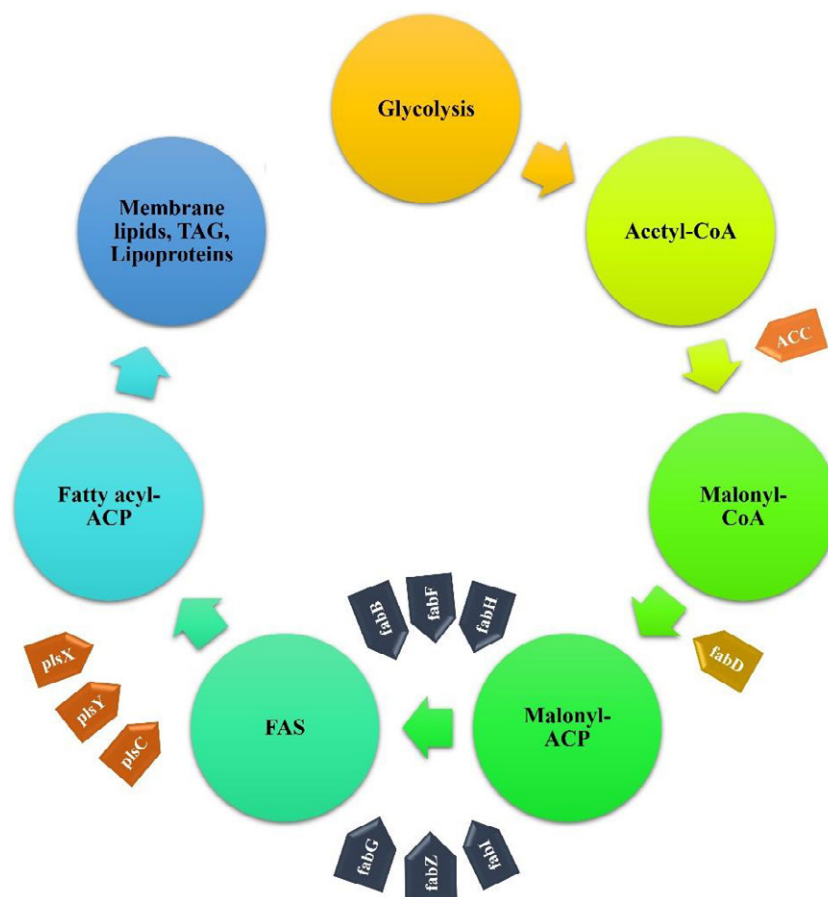 Glycolysis
Acctyl-CoA
ACC
Malonyl-
CoA
fabD
Malonyl-
ACP
fabB
fabF
fabH
fabG
fabZ
fabI
FAS
plsX
plsY
plsC
Fatty acyl-
ACP
Membrane
lipids, TAG,
Lipoproteins